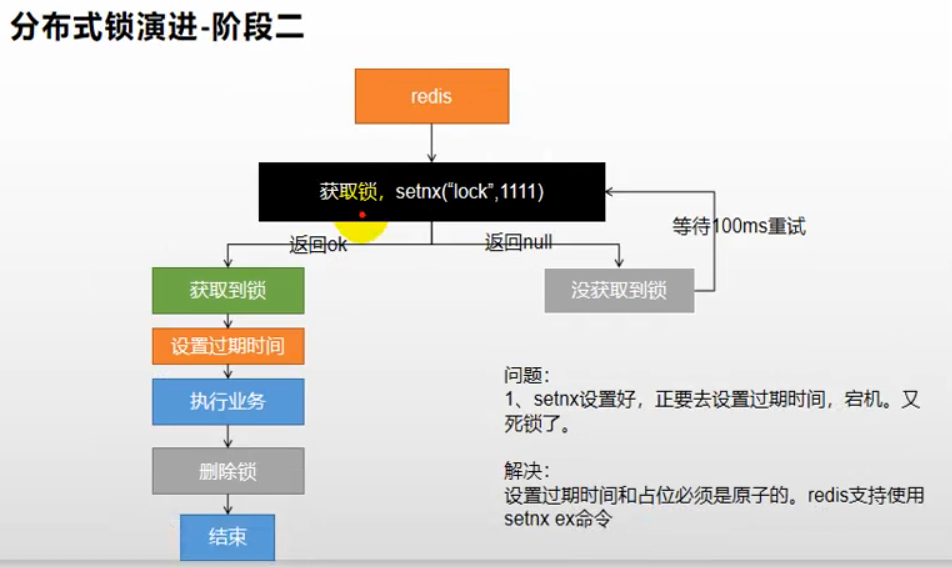 分布式锁演进-阶段二
redis
获取锁，setnx(“lock”,1111)
等待100ms重试
返回ok
返回null
获取到锁
没获取到锁
设置过期时间
执行业务
删除锁
结束
问题：
1、setnx设置好，正要去设置过期时间，宕机。又
死锁了。
解决：
设置过期时间和占位必须是原子的。redis支持使用
setnx ex命令